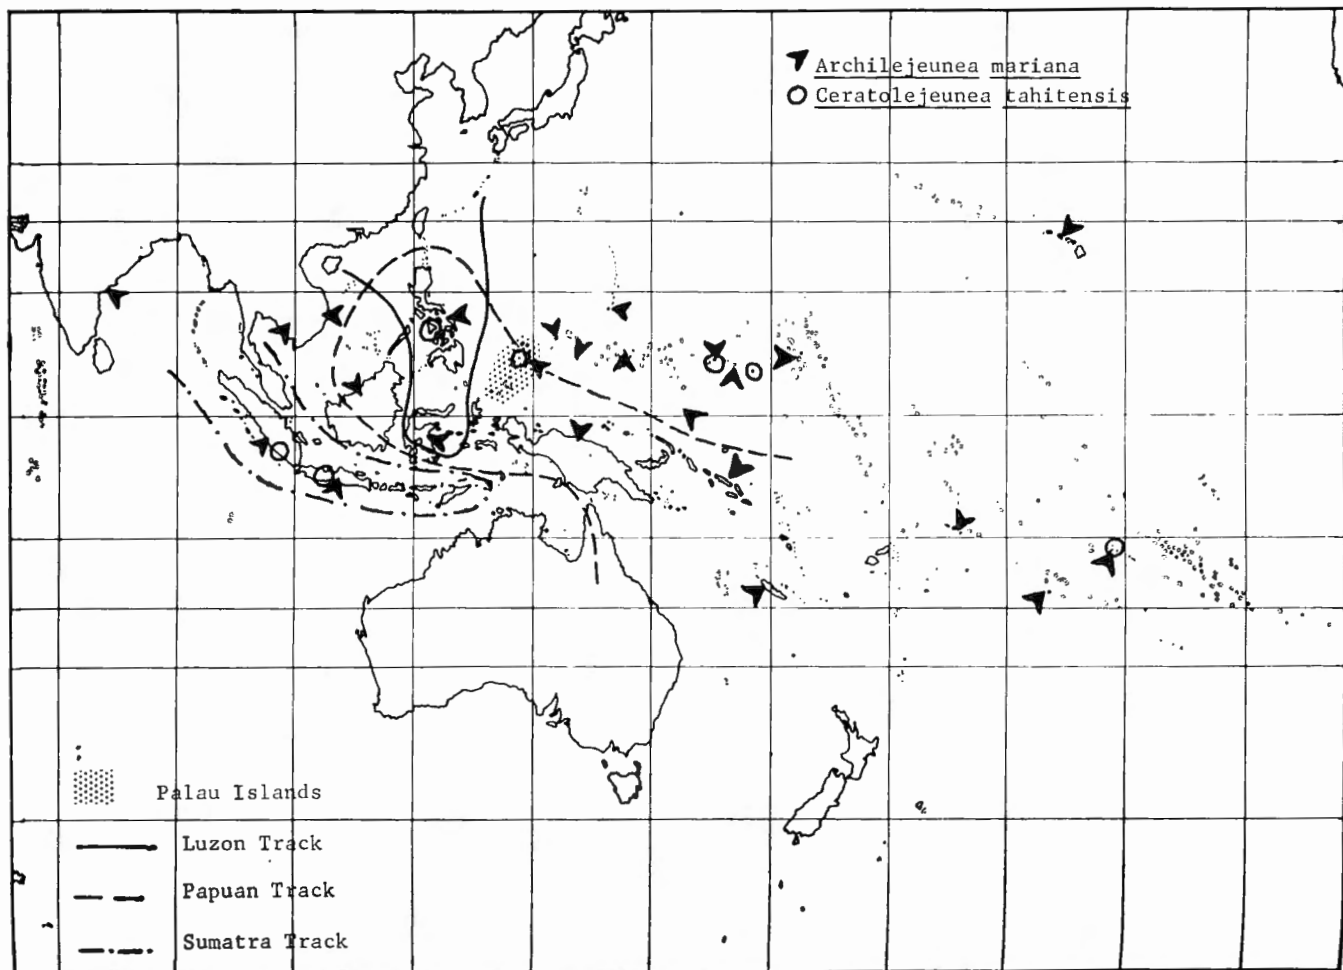 Archilejeunea mariana
Ceratolejeunea tahitensis
Palau Islands
Luzon Track
Papuan Track
Sumatra Track